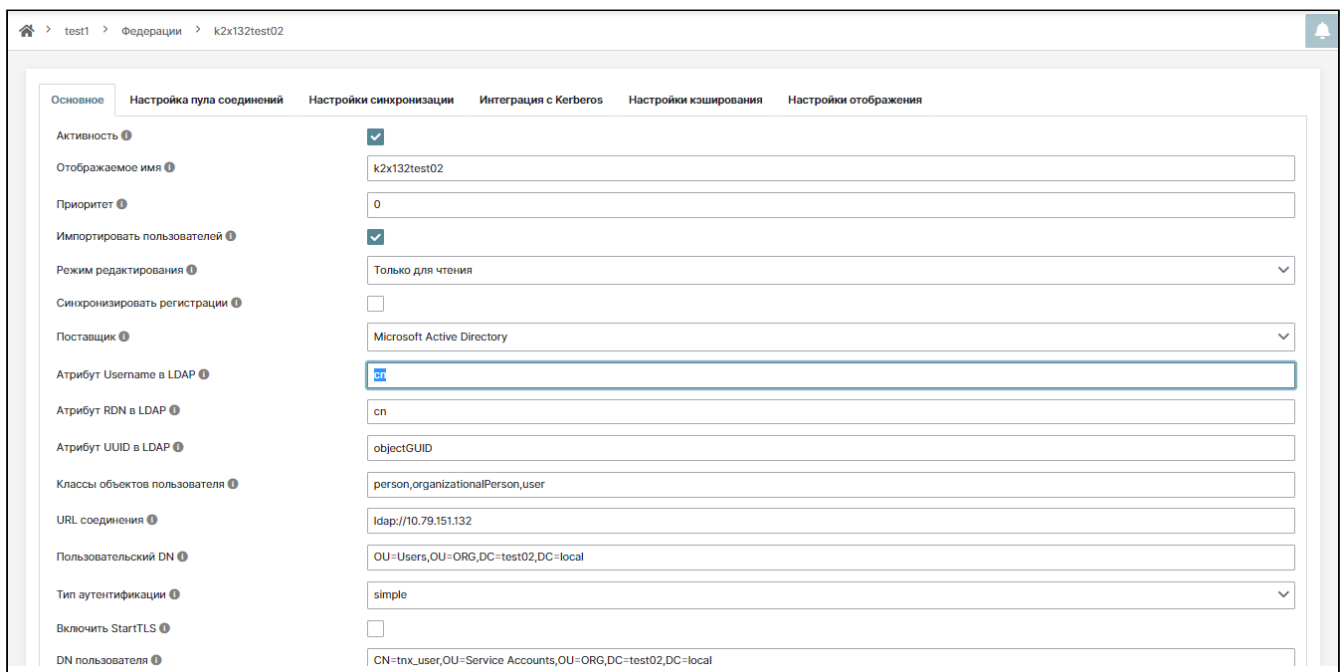 test1 > Федерации > k2x132test02
Основное Настройка пула соединений Настройки синхронизации Интеграция с Kerberos Настройки кэширования Настройки отображения
Активность
Отображаемое имя k2x132test02
Приоритет 0
Импортировать пользователей
Режим редактирования Только для чтения
Синхронизировать регистрации
Поставщик Microsoft Active Directory
Атрибут Username в LDAP cn
Атрибут RDN в LDAP cn
Атрибут UUID в LDAP objectGUID
Классы объектов пользователя person,organizationalPerson,user
URL соединения ldap://10.79.151.132
Пользовательский DN OU=Users,OU=ORG,DC=test02,DC=local
Тип аутентификации simple
Включить StartTLS
DN пользователя CN=tnx_user,OU=Service Accounts,OU=ORG,DC=test02,DC=local